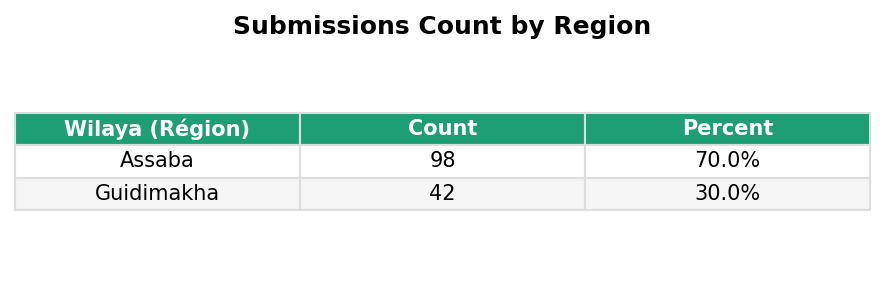 Submissions Count by Region
Wilaya (Région) Count Percent
Assaba 98 70.0%
Guidimakha 42 30.0%